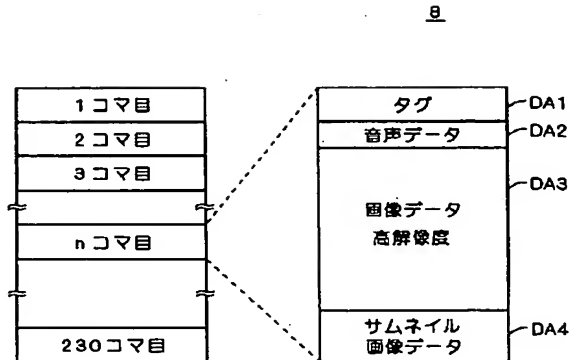 8
1コマ目
2コマ目
3コマ目
nコマ目
230コマ目
タグ
DA1
音声データ
DA2
画像データ
高解像度
DA3
サムネイル
画像データ
DA4